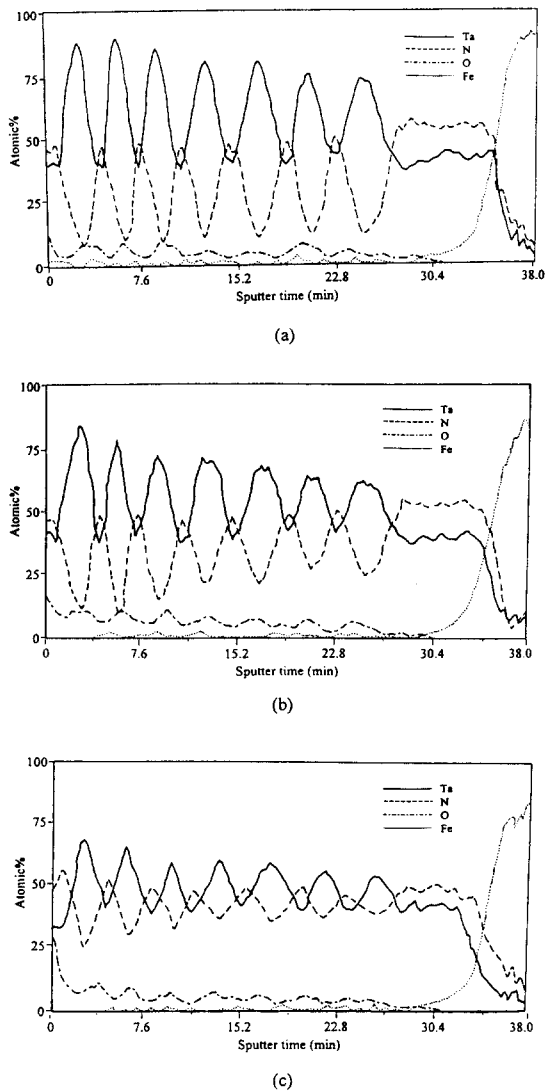 100
75
50
25
0
Atomic%
Ta
N
O
Fe
0 7.6 15.2 22.8 30.4 38.0
Sputter time (min)
(a)
100
75
50
25
0
Atomic%
Ta
N
O
Fe
0 7.6 15.2 22.8 30.4 38.0
Sputter time (min)
(b)
100
75
50
25
0
Atomic%
Ta
N
O
Fe
0 7.6 15.2 22.8 30.4 38.0
Sputter time (min)
(c)